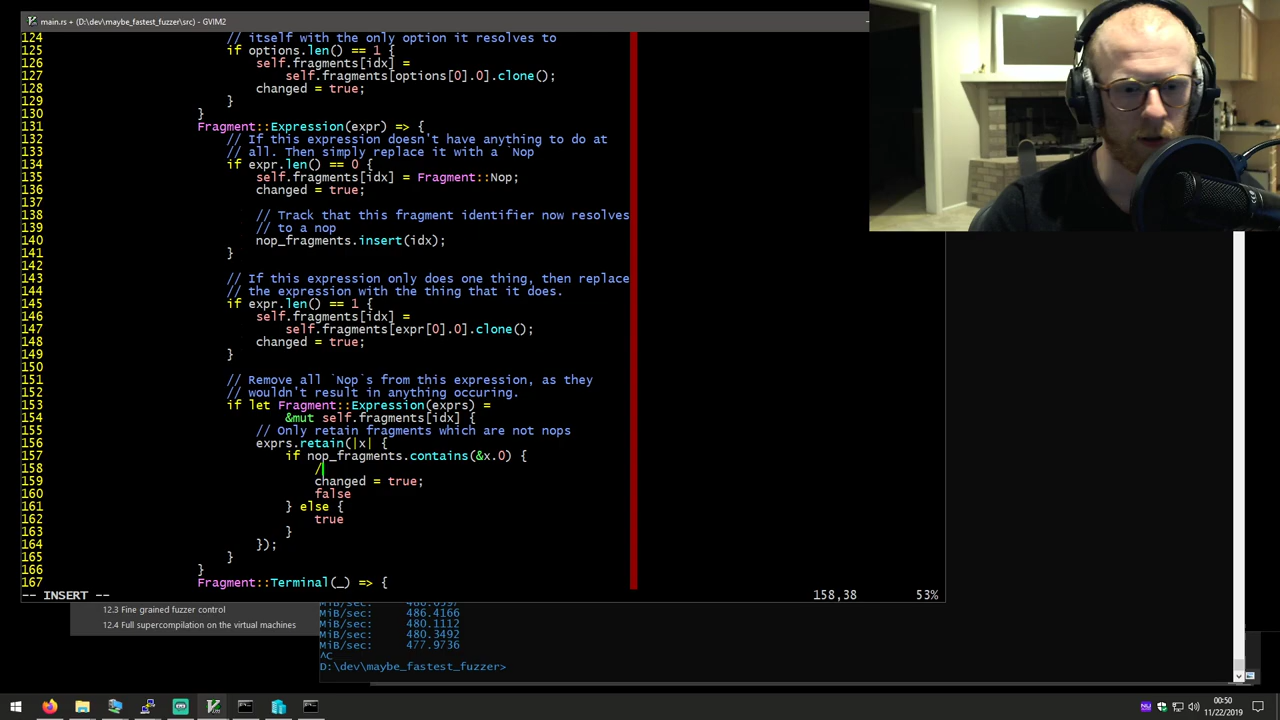 main.rs + (D:\dev\maybe_fastest_fuzzer\src) - GVIM2
124 // itself with the only option it resolves to
125 if options.len() == 1 {
126 self.fragments[idx] =
127 self.fragments[options[0].0].clone();
128 changed = true;
129 }
130 }
131 Fragment::Expression(expr) => {
132 // If this expression doesn't have anything to do at
133 // all. Then simply replace it with a `Nop`
134 if expr.len() == 0 {
135 self.fragments[idx] = Fragment::Nop;
136 changed = true;
137
138 // Track that this fragment identifier now resolves
139 // to a nop
140 nop_fragments.insert(idx);
141 }
142
143 // If this expression only does one thing, then replace
144 // the expression with the thing that it does.
145 if expr.len() == 1 {
146 self.fragments[idx] =
147 self.fragments[expr[0].0].clone();
148 changed = true;
149 }
150
151 // Remove all `Nop`s from this expression, as they
152 // wouldn't result in anything occuring.
153 if let Fragment::Expression(exprs) =
154 &mut self.fragments[idx] {
155 // Only retain fragments which are not nops
156 exprs.retain(|x| {
157 if nop_fragments.contains(&x.0) {
158 /
159 changed = true;
160 false
161 } else {
162 true
163 }
164 });
165 }
166 }
167 Fragment::Terminal(_) => {
-- INSERT -- 158,38 53%
12.3 Fine grained fuzzer control
12.4 Full supercompilation on the virtual machines
MiB/sec:
MiB/sec: 486.4166
MiB/sec: 480.1112
MiB/sec: 480.3492
MiB/sec: 477.9736
^C
D:\dev\maybe_fastest_fuzzer>
00:50
11/22/2019